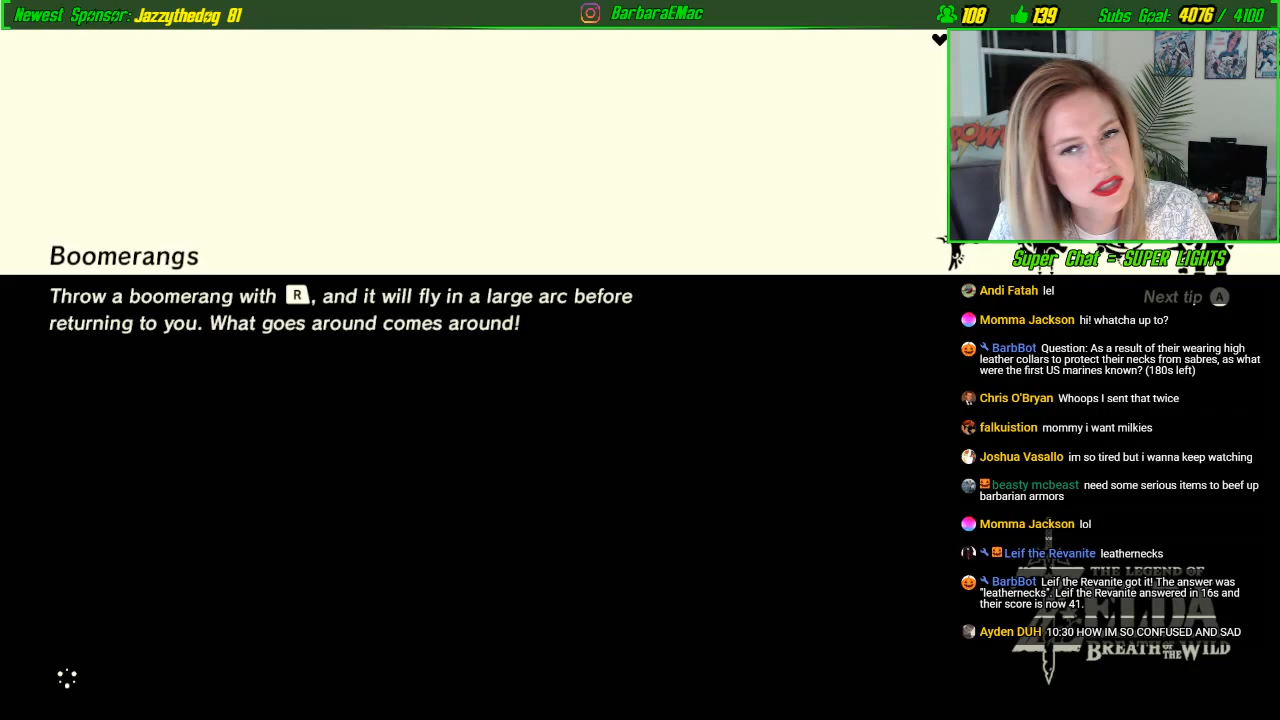 Newest Sponsor: Jazzythedog 81
BarbaraEMac
108
139
Subs Goal: 4076 / 4100
POW
Super Chat = SUPER LIGHTS
Boomerangs
Throw a boomerang with R, and it will fly in a large arc before
returning to you. What goes around comes around!
Next tip A
Andi Fatah lel
Momma Jackson hi! whatcha up to?
BarbBot Question: As a result of their wearing high
leather collars to protect their necks from sabres, as what
were the first US marines known? (180s left)
Chris O'Bryan Whoops I sent that twice
falkuistion mommy i want milkies
Joshua Vasallo im so tired but i wanna keep watching
beasty mcbeast need some serious items to beef up
barbarian armors
Momma Jackson lol
Leif the Revanite leathernecks
BarbBot Leif the Revanite got it! The answer was
"leathernecks". Leif the Revanite answered in 16s and
their score is now 41.
Ayden DUH 10:30 HOW IM SO CONFUSED AND SAD
THE LEGEND OF
ZELDA
BREATH OF THE WILD